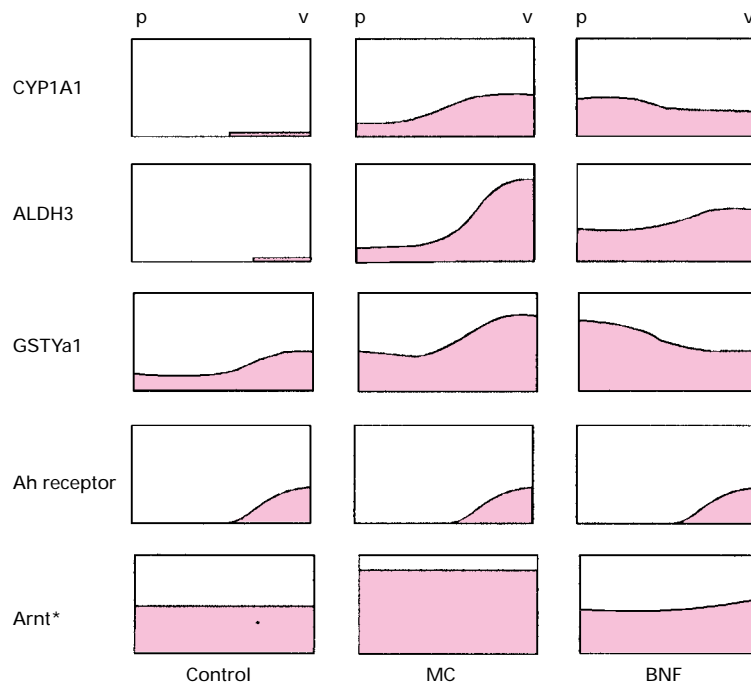 p v p v p v
CYP1A1
ALDH3
GSTYa1
Ah receptor
Arnt*
Control MC BNF